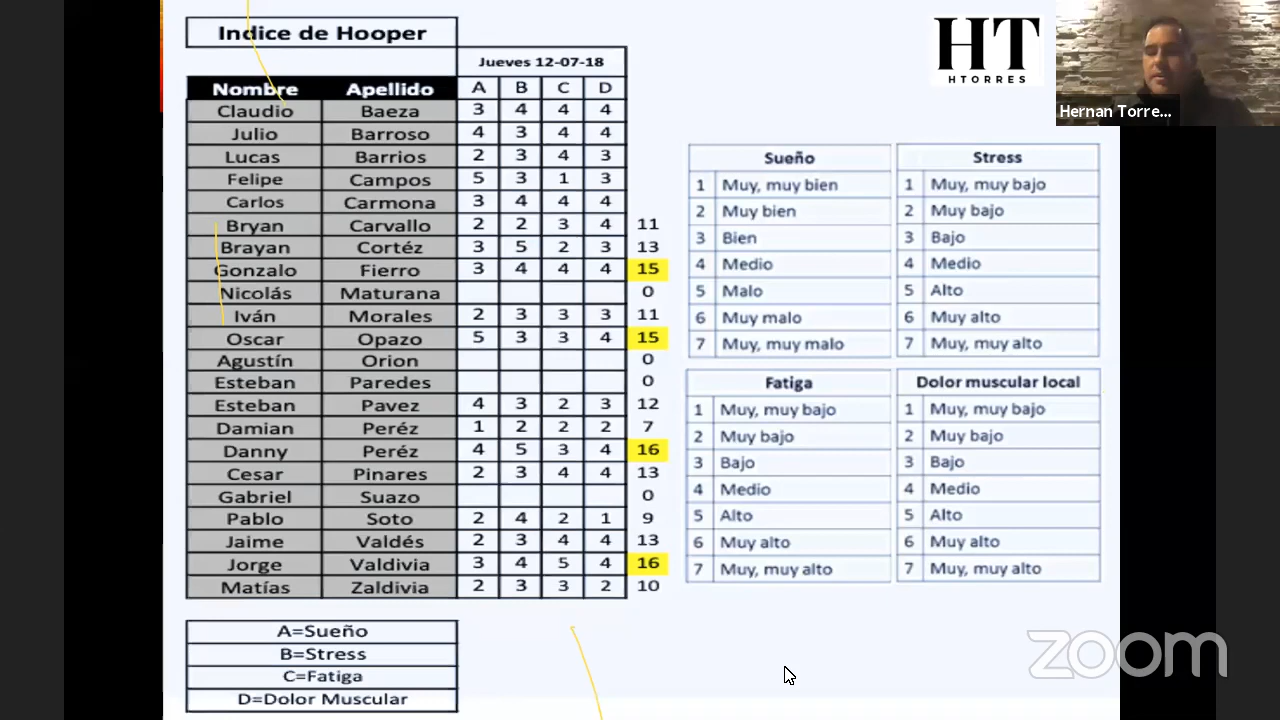 Indice de Hooper
Jueves 12-07-18
Nombre Apellido A B C D
Claudio Baeza 3 4 4 4
Julio Barroso 4 3 4 4
Lucas Barrios 2 3 4 3
Felipe Campos 5 3 1 3
Carlos Carmona 3 4 4 4
Bryan Carvallo 2 2 3 4 11
Brayan Cortéz 3 5 2 3 13
Gonzalo Fierro 3 4 4 4 15
Nicolás Maturana 0
Iván Morales 2 3 3 3 11
Oscar Opazo 5 3 3 4 15
Agustín Orion 0
Esteban Paredes 0
Esteban Pavez 4 3 2 3 12
Damian Peréz 1 2 2 2 7
Danny Peréz 4 5 3 4 16
Cesar Pinares 2 3 4 4 13
Gabriel Suazo 0
Pablo Soto 2 4 2 1 9
Jaime Valdés 2 3 4 4 13
Jorge Valdivia 3 4 5 4 16
Matías Zaldivia 2 3 3 2 10
A=Sueño
B=Stress
C=Fatiga
D=Dolor Muscular
HT
HTORRES
Hernan Torre...
Sueño
1 Muy, muy bien
2 Muy bien
3 Bien
4 Medio
5 Malo
6 Muy malo
7 Muy, muy malo
Stress
1 Muy, muy bajo
2 Muy bajo
3 Bajo
4 Medio
5 Alto
6 Muy alto
7 Muy, muy alto
Fatiga
1 Muy, muy bajo
2 Muy bajo
3 Bajo
4 Medio
5 Alto
6 Muy alto
7 Muy, muy alto
Dolor muscular local
1 Muy, muy bajo
2 Muy bajo
3 Bajo
4 Medio
5 Alto
6 Muy alto
7 Muy, muy alto
zoom